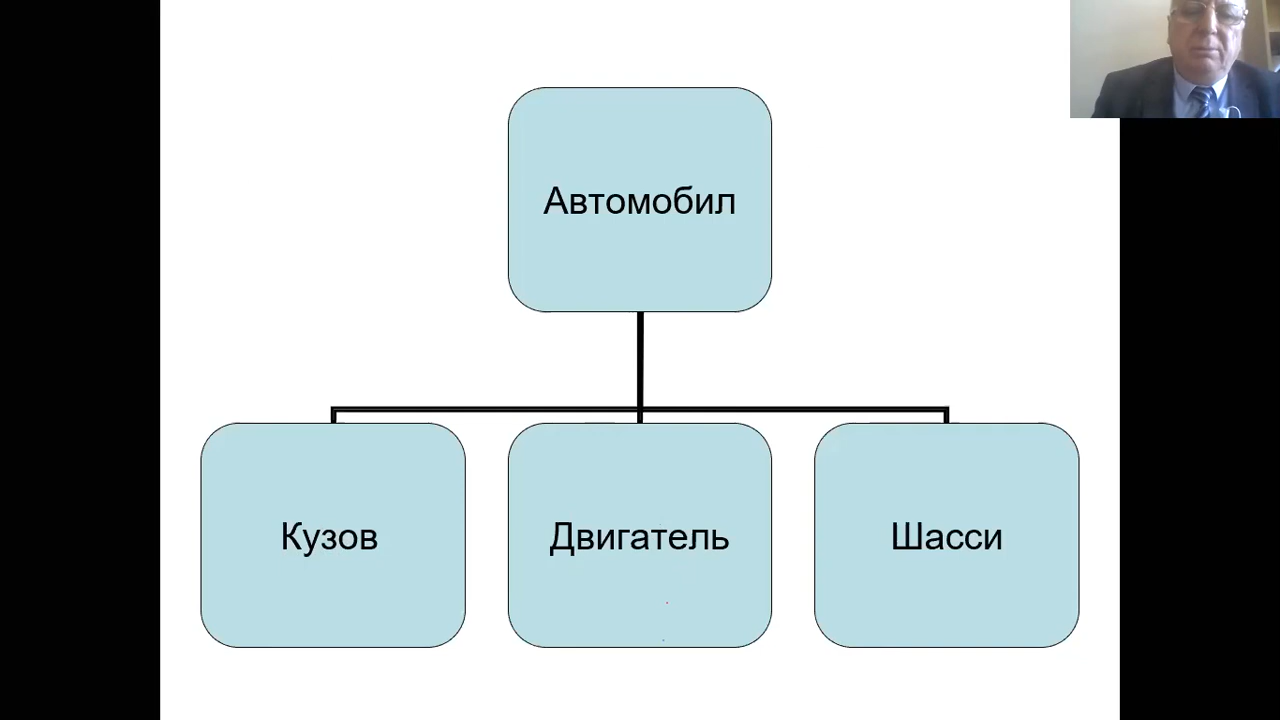 Автомобил
Кузов
Двигатель
Шасси